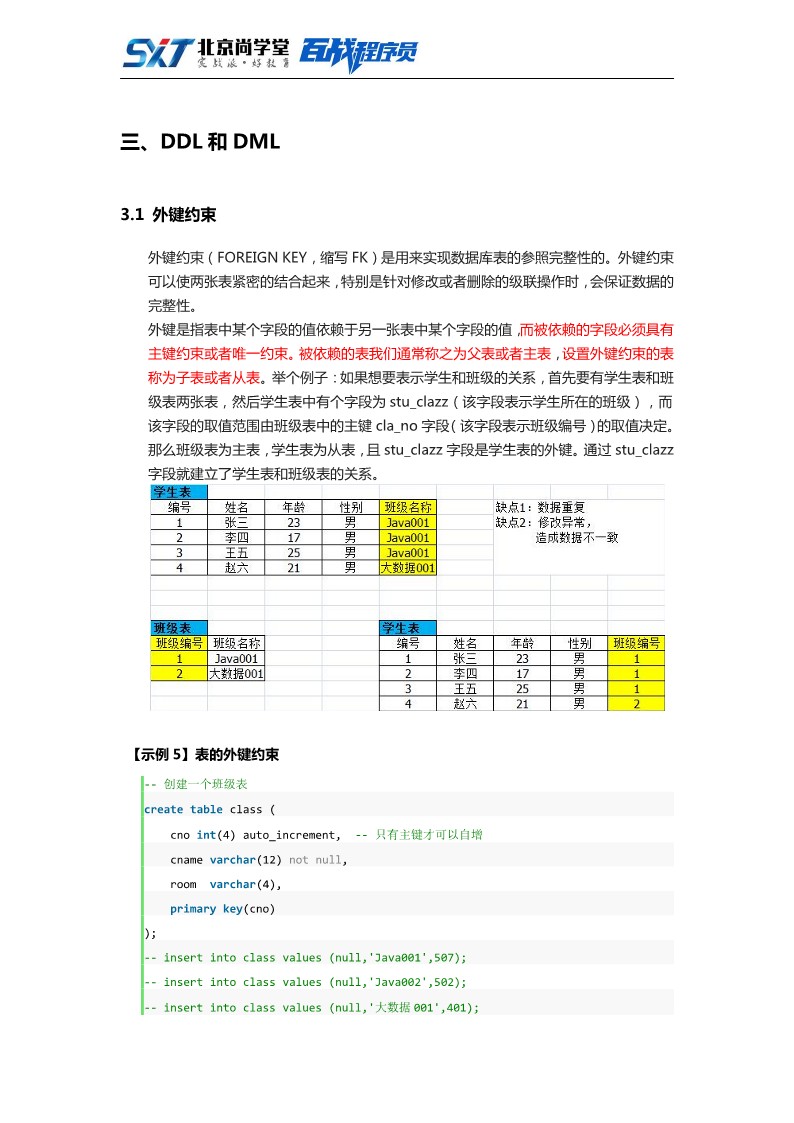 SXT 北京尚学堂 实战派·好教育 百战程序员
三、DDL 和 DML
3.1 外键约束
外键约束（FOREIGN KEY，缩写 FK）是用来实现数据库表的参照完整性的。外键约束
可以使两张表紧密的结合起来，特别是针对修改或者删除的级联操作时，会保证数据的
完整性。
外键是指表中某个字段的值依赖于另一张表中某个字段的值，而被依赖的字段必须具有
主键约束或者唯一约束。被依赖的表我们通常称之为父表或者主表，设置外键约束的表
称为子表或者从表。举个例子：如果想要表示学生和班级的关系，首先要有学生表和班
级表两张表，然后学生表中有个字段为 stu_clazz（该字段表示学生所在的班级），而
该字段的取值范围由班级表中的主键 cla_no 字段（该字段表示班级编号）的取值决定。
那么班级表为主表，学生表为从表，且 stu_clazz 字段是学生表的外键。通过 stu_clazz
字段就建立了学生表和班级表的关系。
学生表
编号 姓名 年龄 性别 班级名称 缺点1：数据重复
1 张三 23 男 Java001 缺点2：修改异常，
2 李四 17 男 Java001 造成数据不一致
3 王五 25 男 Java001
4 赵六 21 男 大数据001
班级表 学生表
班级编号 班级名称 编号 姓名 年龄 性别 班级编号
1 Java001 1 张三 23 男 1
2 大数据001 2 李四 17 男 1
3 王五 25 男 1
4 赵六 21 男 2
【示例 5】表的外键约束
-- 创建一个班级表
create table class (
cno int(4) auto_increment, -- 只有主键才可以自增
cname varchar(12) not null,
room varchar(4),
primary key(cno)
);
-- insert into class values (null,'Java001',507);
-- insert into class values (null,'Java002',502);
-- insert into class values (null,'大数据 001',401);